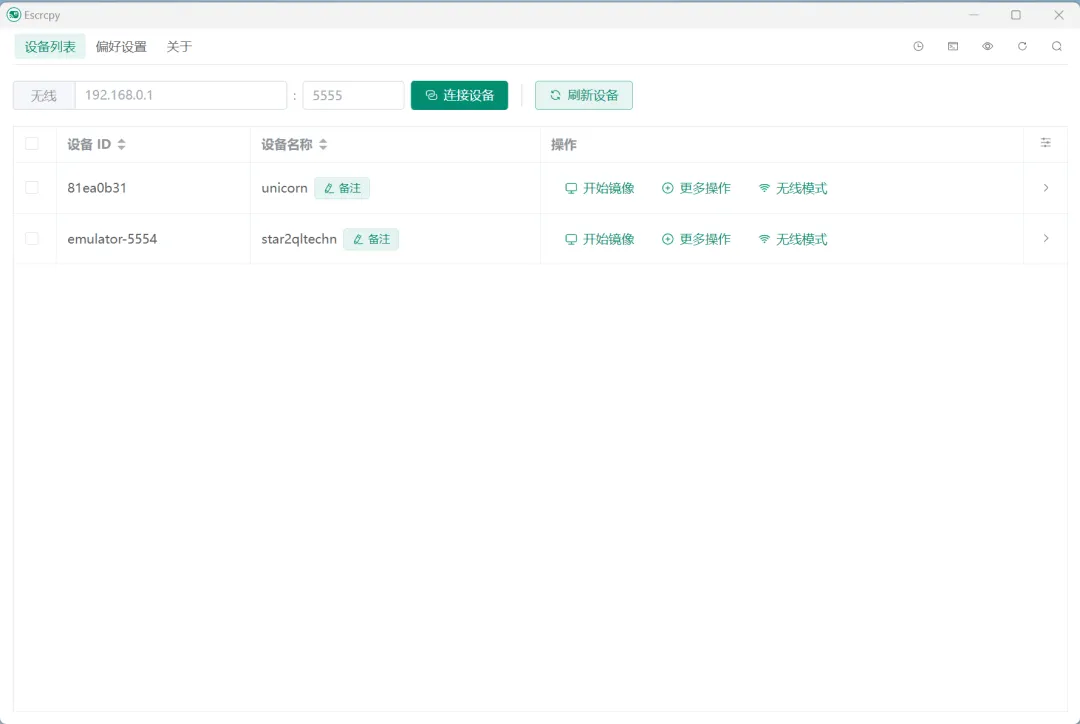 Escrcpy
设备列表 偏好设置 关于
无线 192.168.0.1 : 5555 连接设备 刷新设备
设备 ID 设备名称 操作
81ea0b31 unicorn 备注 开始镜像 更多操作 无线模式
emulator-5554 star2qltechn 备注 开始镜像 更多操作 无线模式